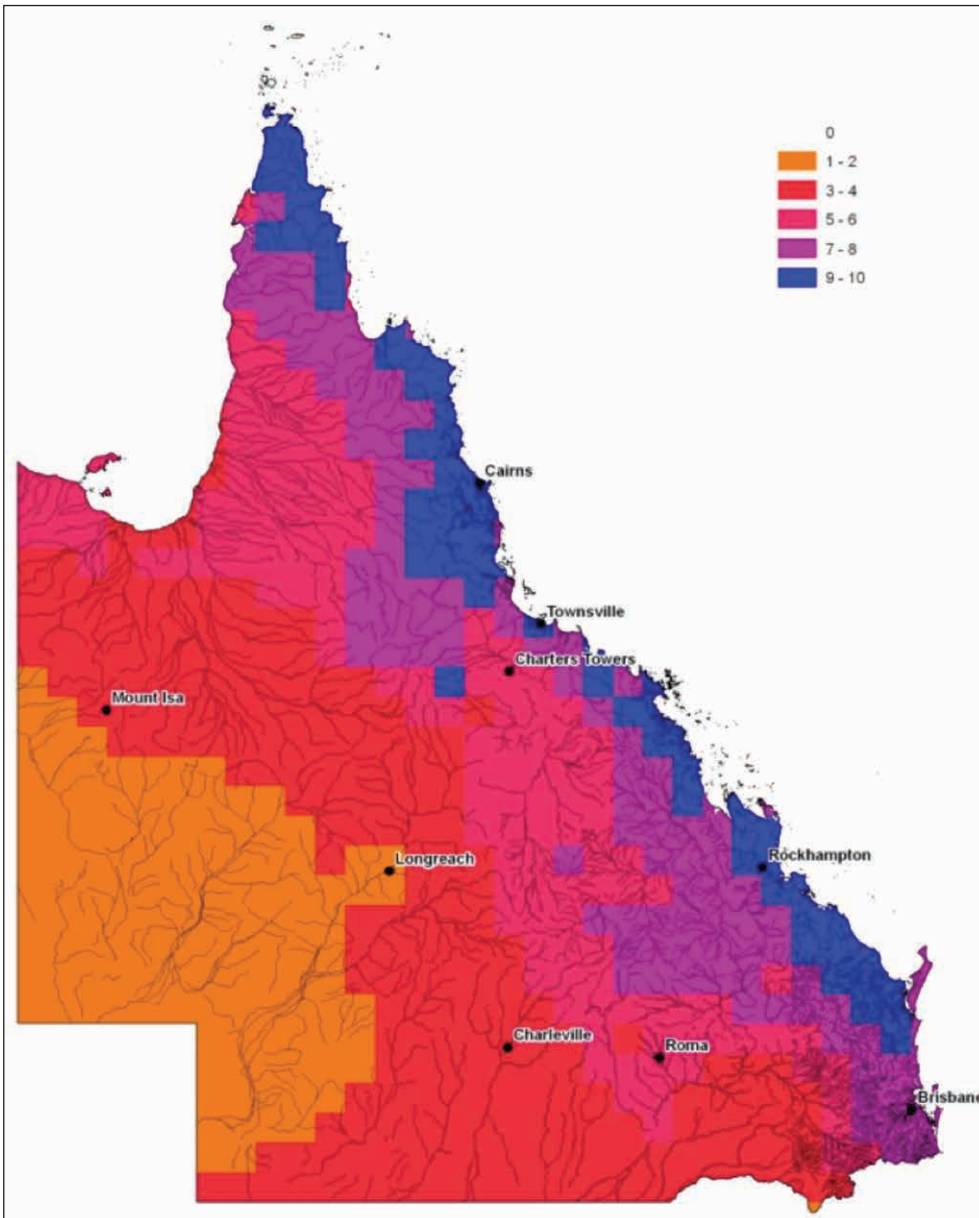 0
1 - 2
3 - 4
5 - 6
7 - 8
9 - 10
Cairns
Townsville
Charters Towers
Mount Isa
Longreach
Rockhampton
Charleville
Roma
Brisbane